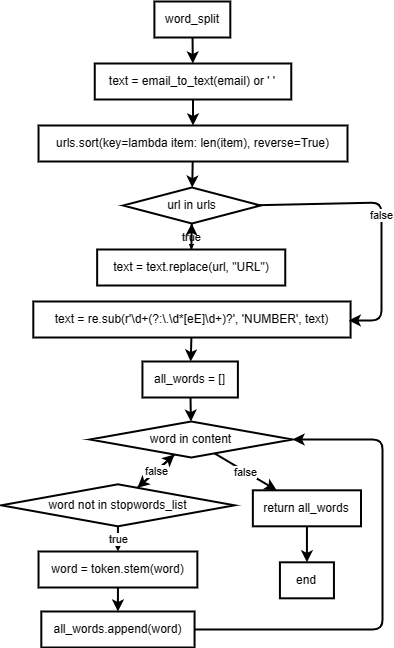 word_split
text = email_to_text(email) or ' '
urls.sort(key=lambda item: len(item), reverse=True)
url in urls
false
true
text = text.replace(url, "URL")
text = re.sub(r'\d+(?:\.\d*[eE]\d+)?', 'NUMBER', text)
all_words = []
word in content
false
false
word not in stopwords_list
return all_words
true
word = token.stem(word)
end
all_words.append(word)